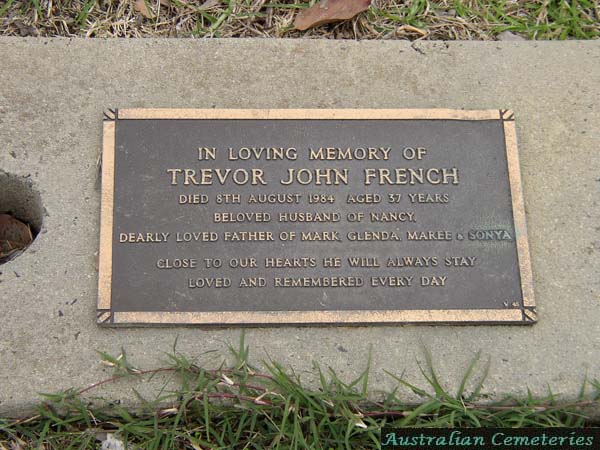 IN LOVING MEMORY OF
TREVOR JOHN FRENCH
DIED 8TH AUGUST 1984 AGED 37 YEARS
BELOVED HUSBAND OF NANCY,
DEARLY LOVED FATHER OF MARK, GLENDA, MAREE & SONYA
CLOSE TO OUR HEARTS HE WILL ALWAYS STAY
LOVED AND REMEMBERED EVERY DAY
Australian Cemeteries